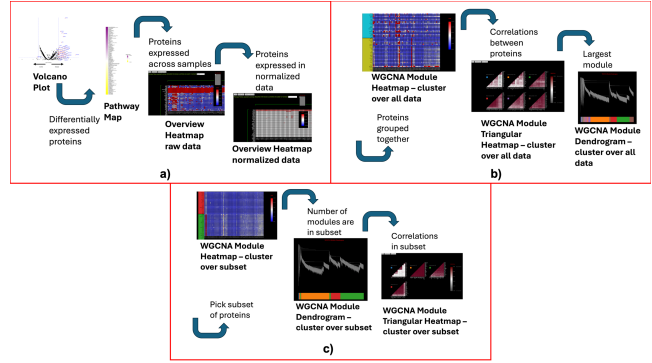 Proteins
expressed
across samples
Proteins
expressed in
normalized
data
Volcano
Plot
Pathway
Map
Differentially
expressed
proteins
Overview
Heatmap
raw data
Overview Heatmap
normalized data
a)
WGCNA Module
Heatmap – cluster
over all data
Correlations
between
proteins
Largest
module
Proteins
grouped
together
WGCNA Module
Triangular
Heatmap – cluster
over all data
WGCNA Module
Dendrogram –
cluster over all
data
b)
WGCNA Module
Heatmap – cluster
over subset
Number of
modules are
in subset
Correlations
in subset
Pick subset
of proteins
WGCNA Module
Dendrogram –
cluster over subset
WGCNA Module
Triangular Heatmap –
cluster over subset
c)